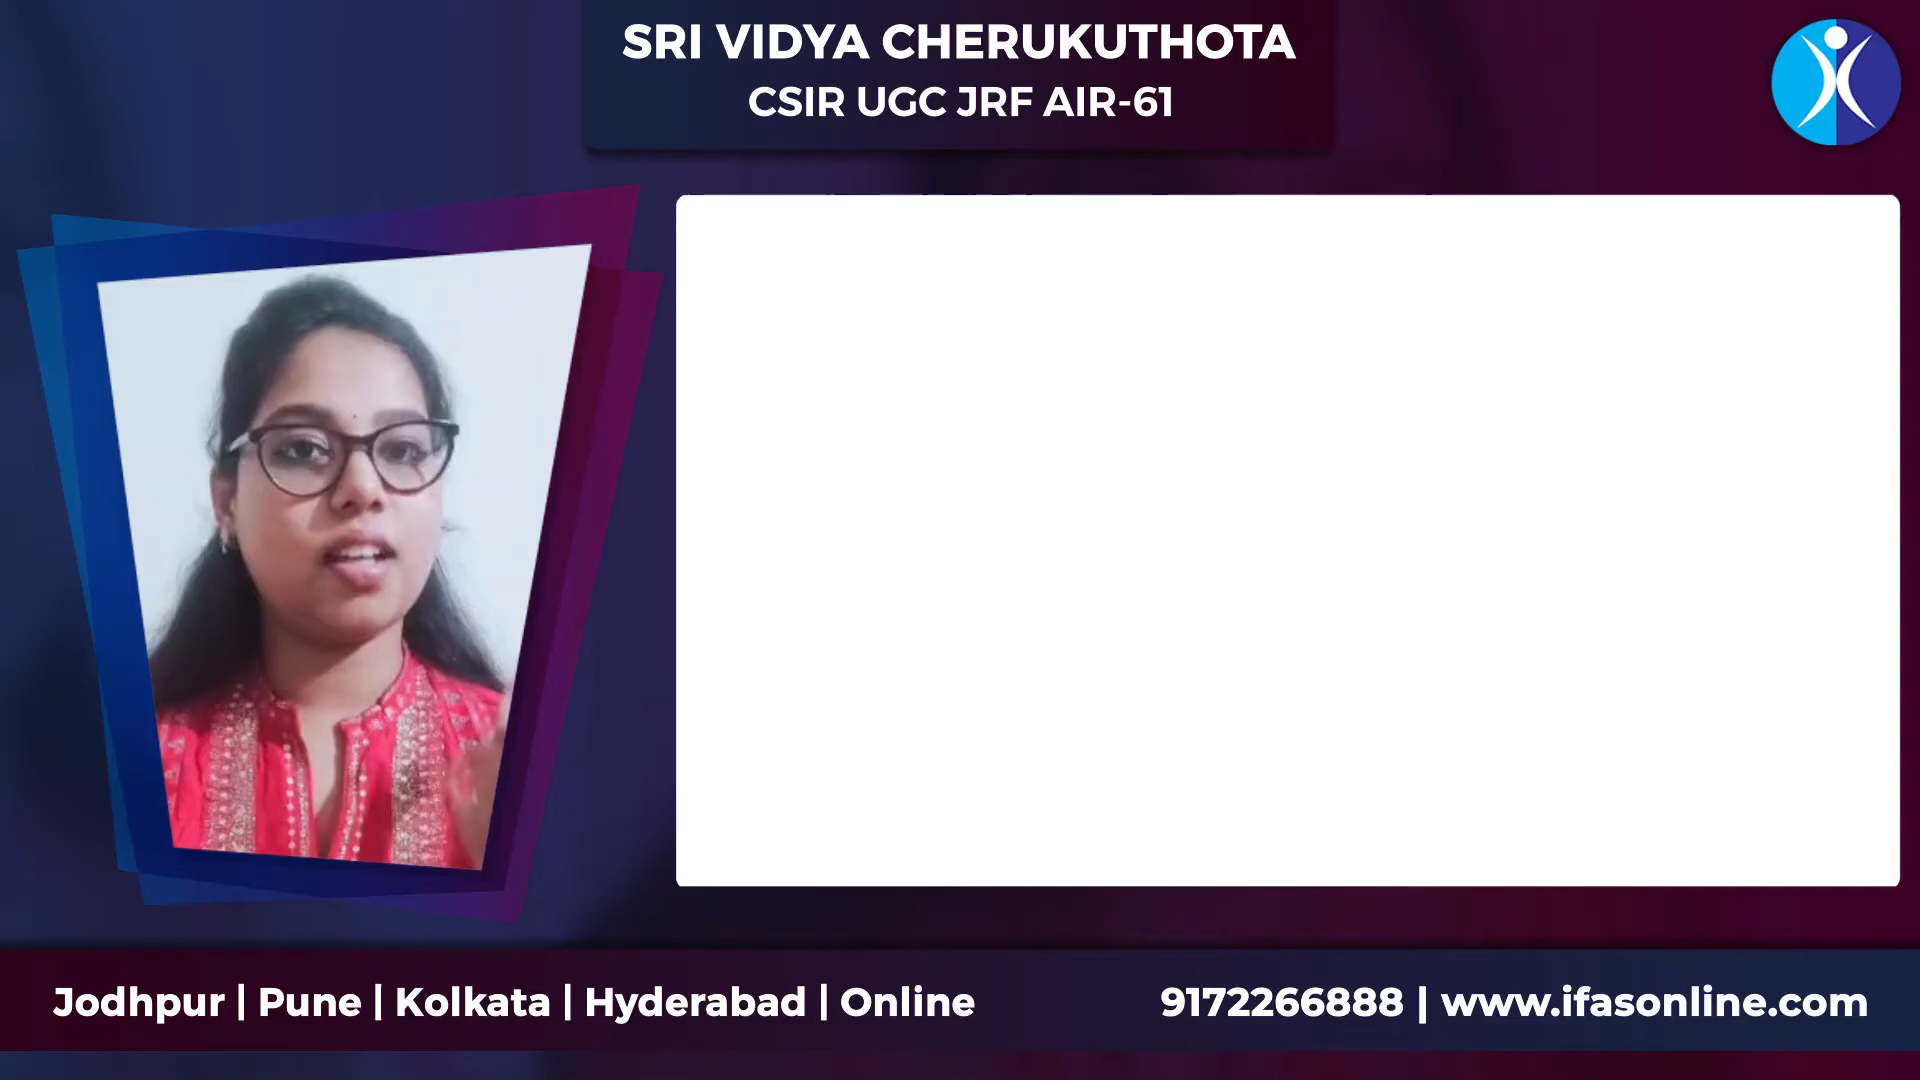 SRI VIDYA CHERUKUTHOTA
CSIR UGC JRF AIR-61
Jodhpur | Pune | Kolkata | Hyderabad | Online
9172266888 | www.ifasonline.com